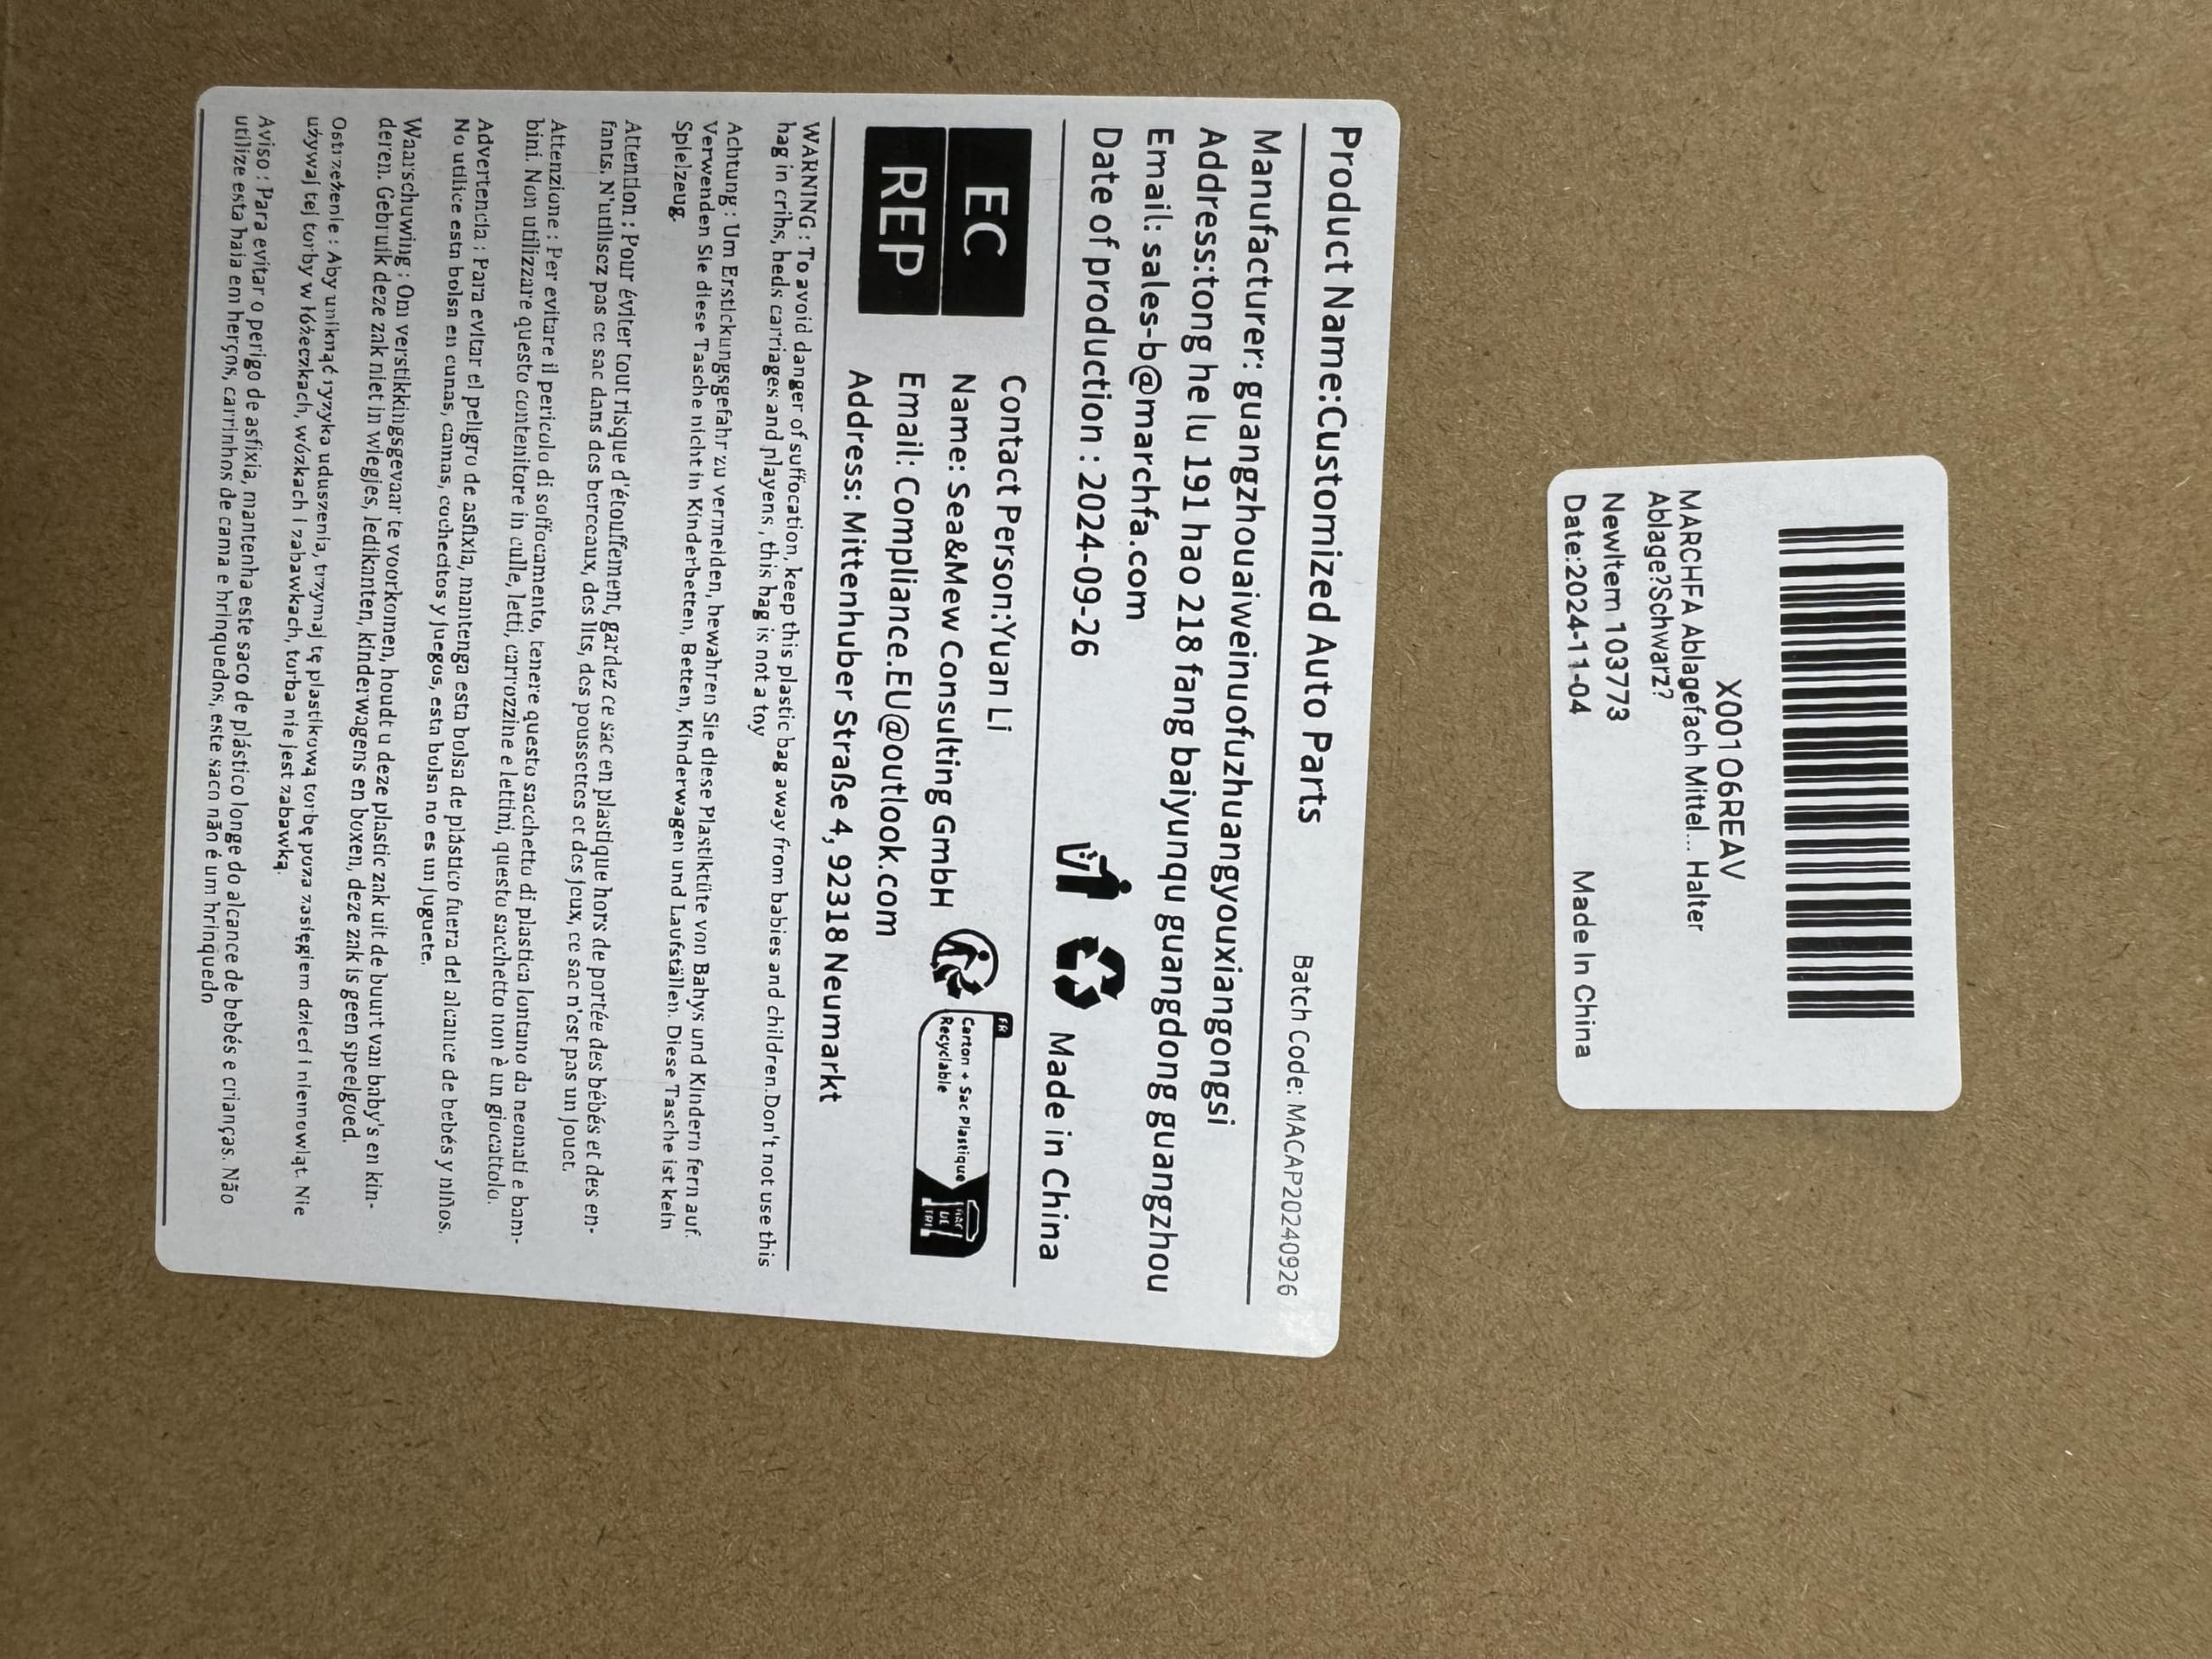 X001O6REAV
MARCHFA Ablagefach Mittel... Halter
Ablage?Schwarz?
NewItem 103773
Date:2024-11-04 Made In China
Product Name:Customized Auto Parts Batch Code: MACAP20240926
Manufacturer: guangzhouaiweinuofuzhuangyouxiangongsi
Address:tong he lu 191 hao 218 fang baiyunqu guangdong guangzhou
Email: sales-b@marchfa.com
Date of production : 2024-09-26 Made in China
EC
REP
Contact Person:Yuan Li
Name: Sea&Mew Consulting GmbH
Email: Compliance.EU@outlook.com
Address: Mittenhuber Straße 4, 92318 Neumarkt
FR
Carton + Sac Plastique
Recyclable
BAC
DE
TRI
WARNING : To avoid danger of suffocation, keep this plastic bag away from babies and children.Don't not use this
bag in cribs, beds carriages and playens , this bag is not a toy
Achtung : Um Erstickungsgefahr zu vermeiden, bewahren Sie diese Plastiktüte von Babys und Kindern fern auf.
Verwenden Sie diese Tasche nicht in Kinderbetten, Betten, Kinderwagen und Laufställen. Diese Tasche ist kein
Spielzeug.
Attention : Pour éviter tout risque d'étouffement, gardez ce sac en plastique hors de portée des bébés et des en-
fants. N'utilisez pas ce sac dans des berceaux, des lits, des poussettes et des jeux, ce sac n'est pas un jouet.
Attenzione : Per evitare il pericolo di soffocamento, tenere questo sacchetto di plastica lontano da neonati e bam-
bini. Non utilizzare questo contenitore in culle, letti, carrozzine e lettini, questo sacchetto non è un giocattolo.
Advertencia ; Para evitar el peligro de asfixia, mantenga esta bolsa de plástico fuera del alcance de bebés y niños.
No utilice esta bolsa en cunas, camas, cochecitos y juegos, esta bolsa no es un juguete.
Waarschuwing : Om verstikkingsgevaar te voorkomen, houdt u deze plastic zak uit de buurt van baby's en kin-
deren. Gebruik deze zak niet in wiegjes, ledikanten, kinderwagens en boxen, deze zak is geen speelgoed.
Ostrzeżenie : Aby uniknąć ryzyka uduszenia, trzymaj tę plastikową torbę poza zasięgiem dzieci i niemowląt. Nie
używaj tej torby w łóżeczkach, wózkach i zabawkach, torba nie jest zabawką.
Aviso : Para evitar o perigo de asfixia, mantenha este saco de plástico longe do alcance de bebés e crianças. Não
utilize esta baia em berços, carrinhos de cama e brinquedos, este saco não é um brinquedo